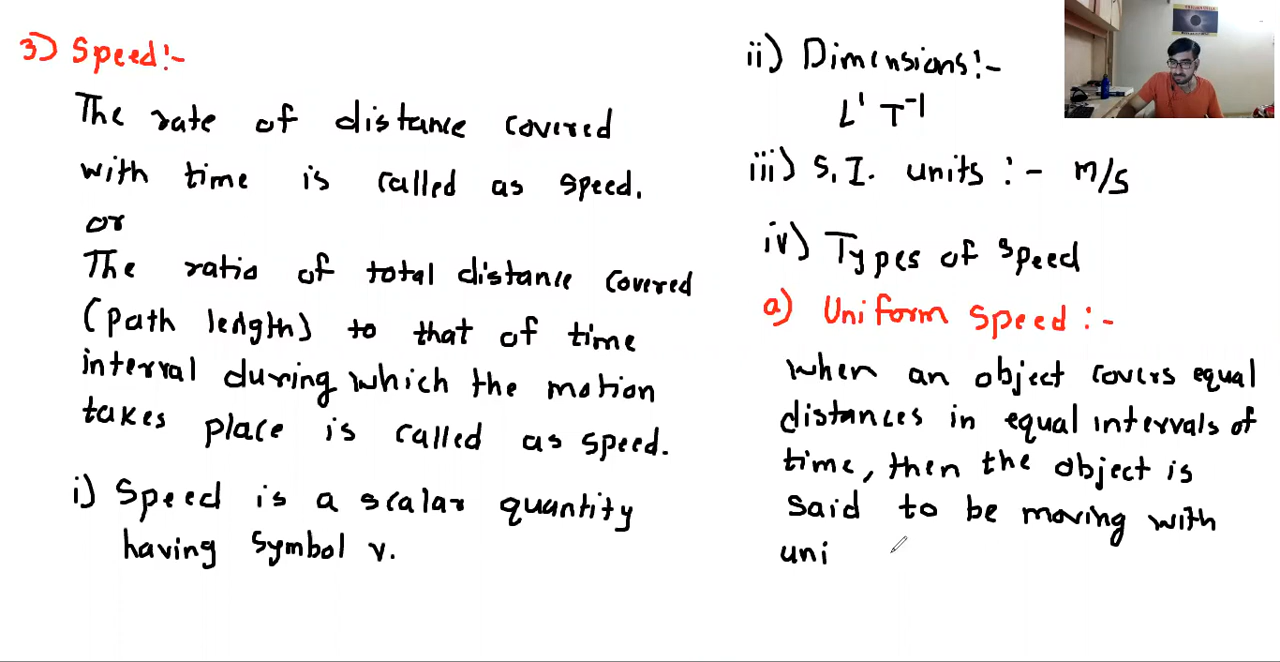 3) Speed:-
The rate of distance covered
with time is called as speed.
or
The ratio of total distance covered
(path length) to that of time
interval during which the motion
takes place is called as speed.
i) Speed is a scalar quantity
having symbol v.
ii) Dimensions:-
L¹ T⁻¹
iii) S.I. units :- m/s
iv) Types of speed
a) Uniform speed :-
When an object covers equal
distances in equal intervals of
time, then the object is
said to be moving with
uni